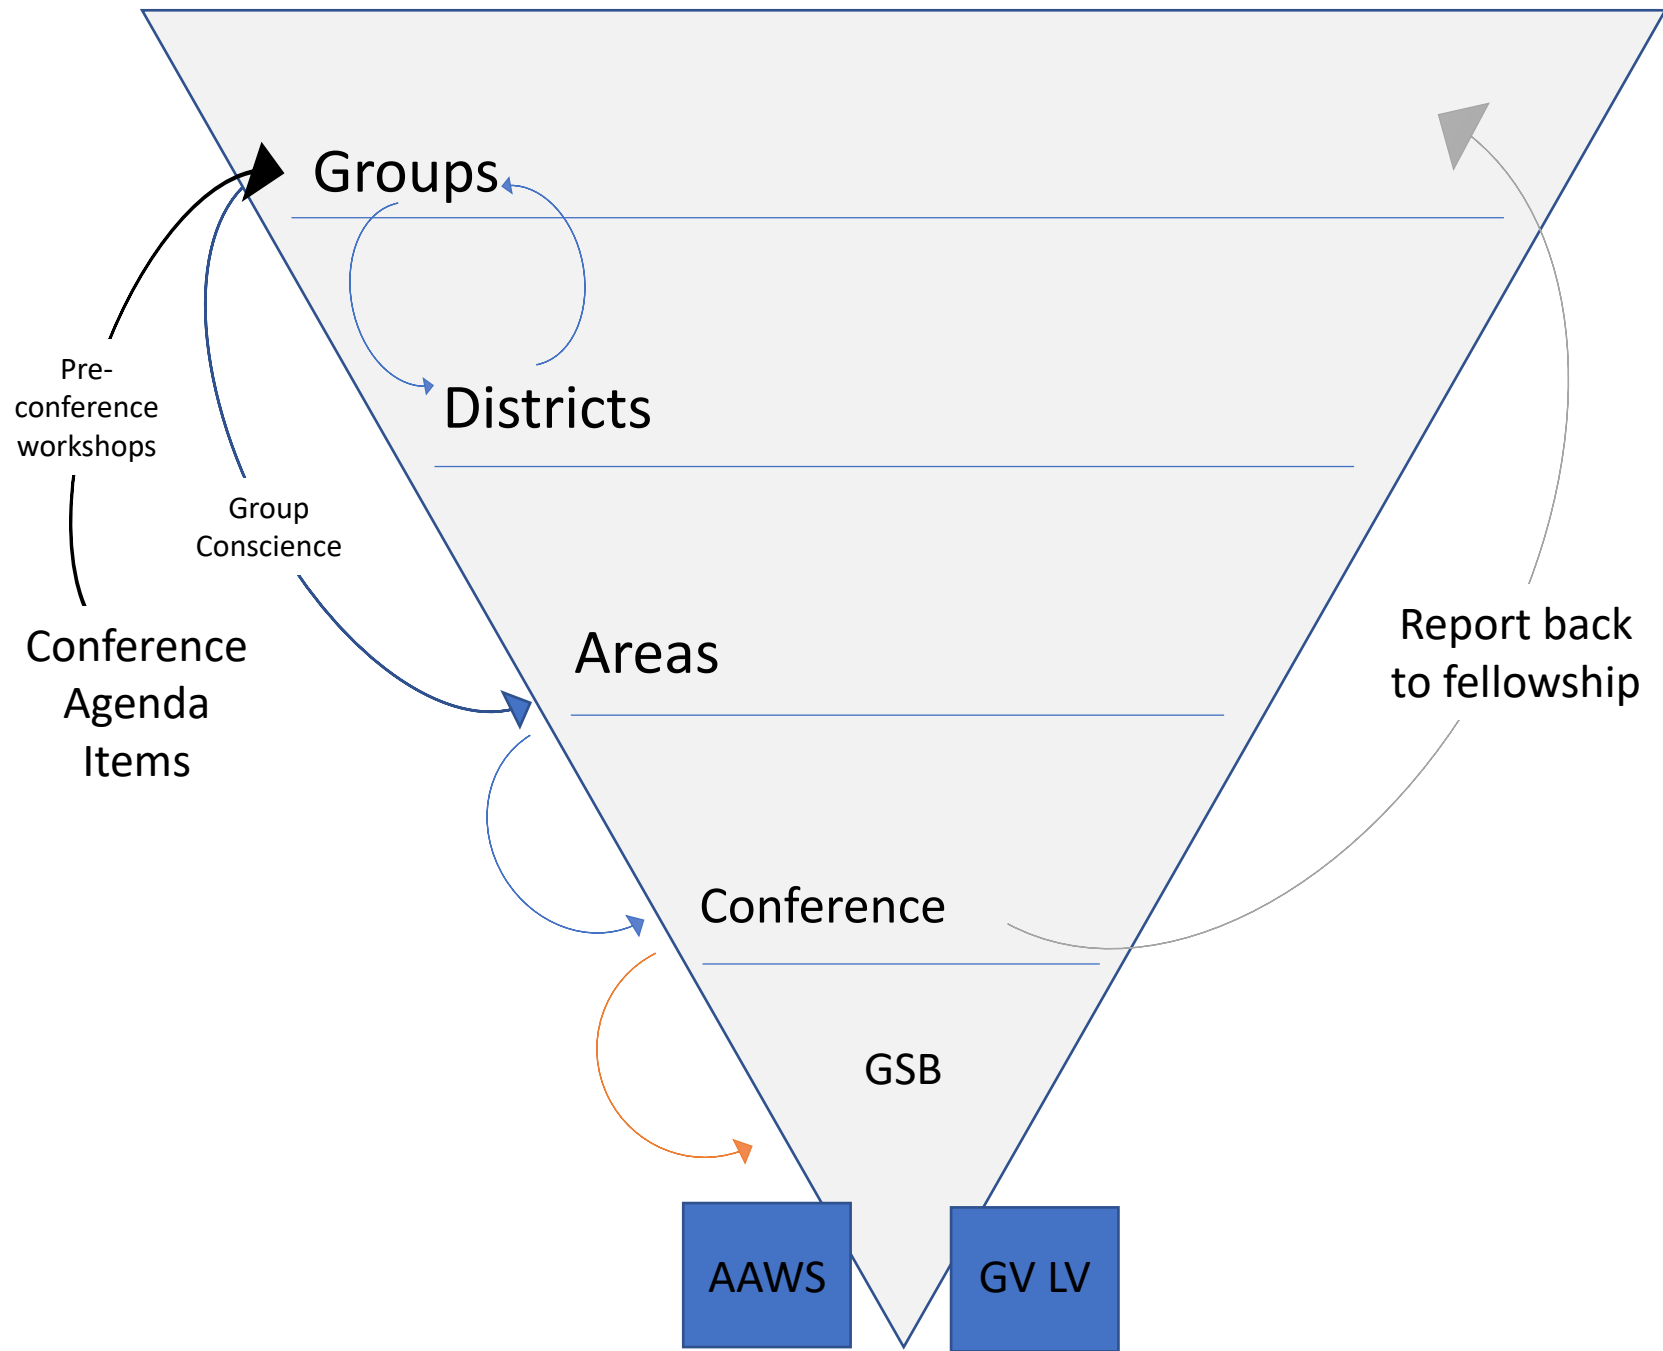 Groups
Pre-
conference
workshops
Districts
Group
Conscience
Conference
Agenda
Items
Areas
Report back
to fellowship
Conference
GSB
AAWS
GV LV